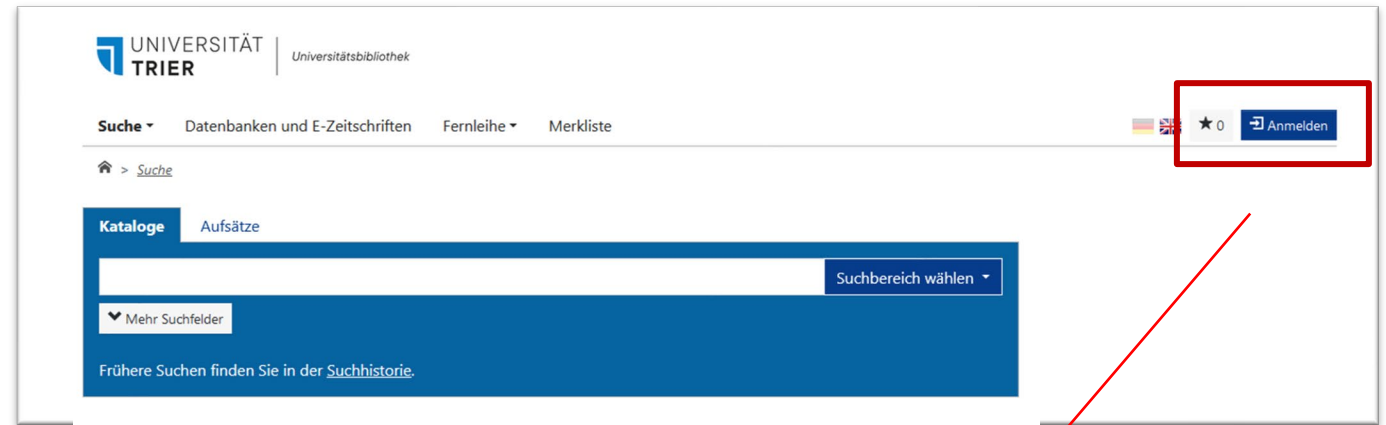 UNIVERSITÄT
TRIER
Universitätsbibliothek
Suche Datenbanken und E-Zeitschriften Fernleihe Merkliste 0 Anmelden
> Suche
Kataloge Aufsätze
Suchbereich wählen
Mehr Suchfelder
Frühere Suchen finden Sie in der Suchhistorie.